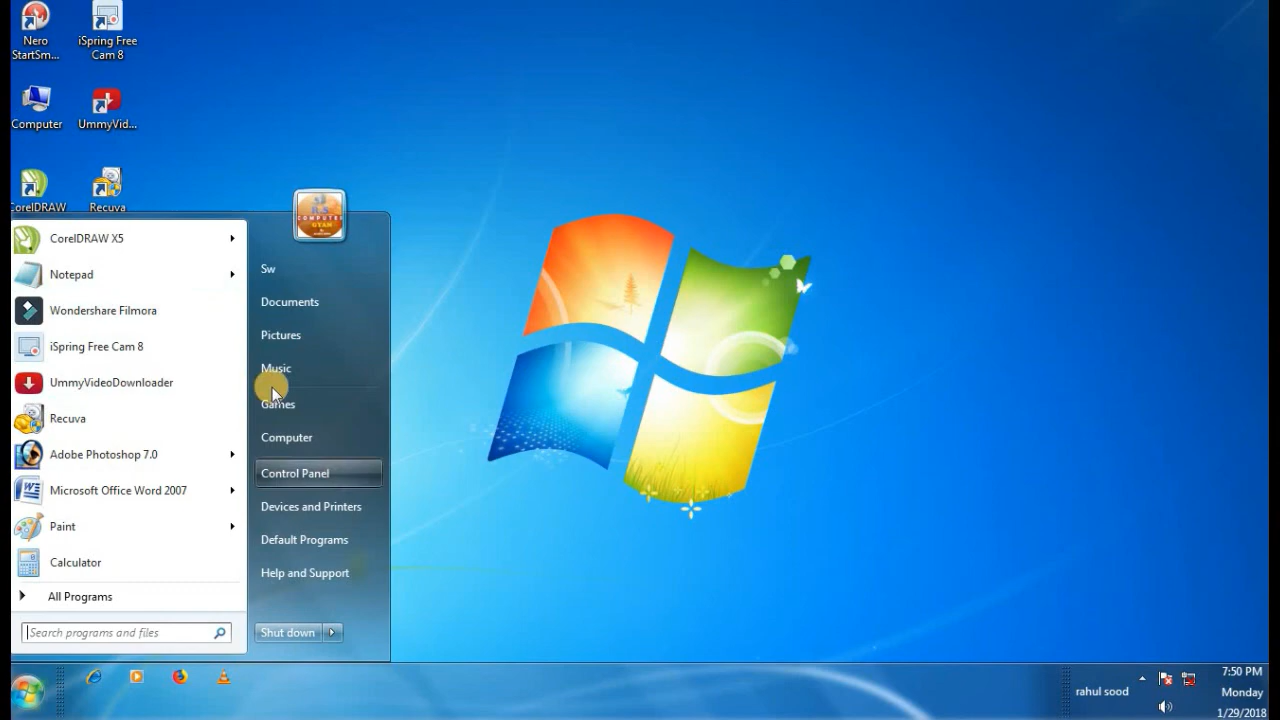 Nero
StartSm...
iSpring Free
Cam 8
Computer
UmmyVid...
CorelDRAW
Recuva
CorelDRAW X5
Notepad
Wondershare Filmora
iSpring Free Cam 8
UmmyVideoDownloader
Recuva
Adobe Photoshop 7.0
Microsoft Office Word 2007
Paint
Calculator
All Programs
Search programs and files
COMPUTER
GYAN
Sw
Documents
Pictures
Music
Games
Computer
Control Panel
Devices and Printers
Default Programs
Help and Support
Shut down
rahul sood
7:50 PM
Monday
1/29/2018